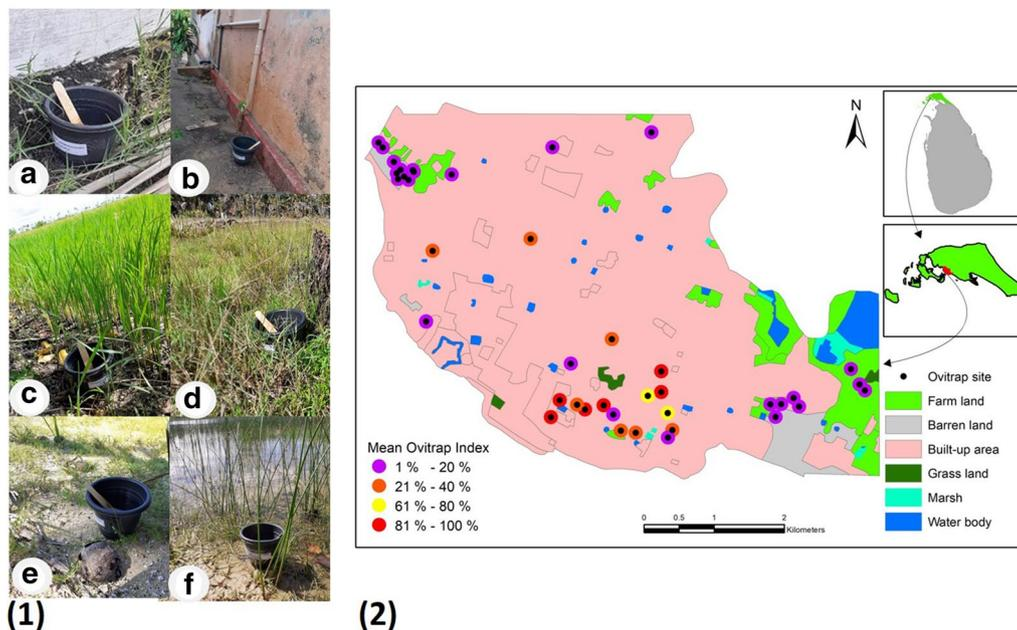 a
b
c
d
e
f
(1)
N
Mean Ovitrap Index
1 % - 20 %
21 % - 40 %
61 % - 80 %
81 % - 100 %
0 0.5 1 2
Kilometers
Ovitrap site
Farm land
Barren land
Built-up area
Grass land
Marsh
Water body
(2)